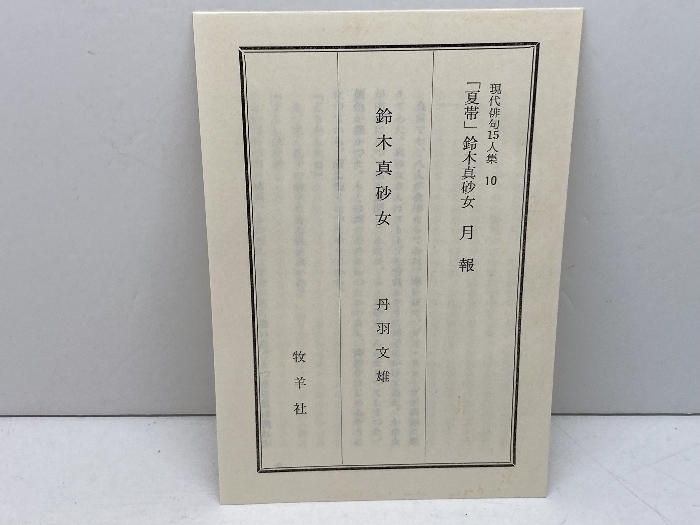 現代俳句15人集 10
「夏帯」鈴木真砂女 月報
鈴木真砂女 丹羽文雄
牧羊社